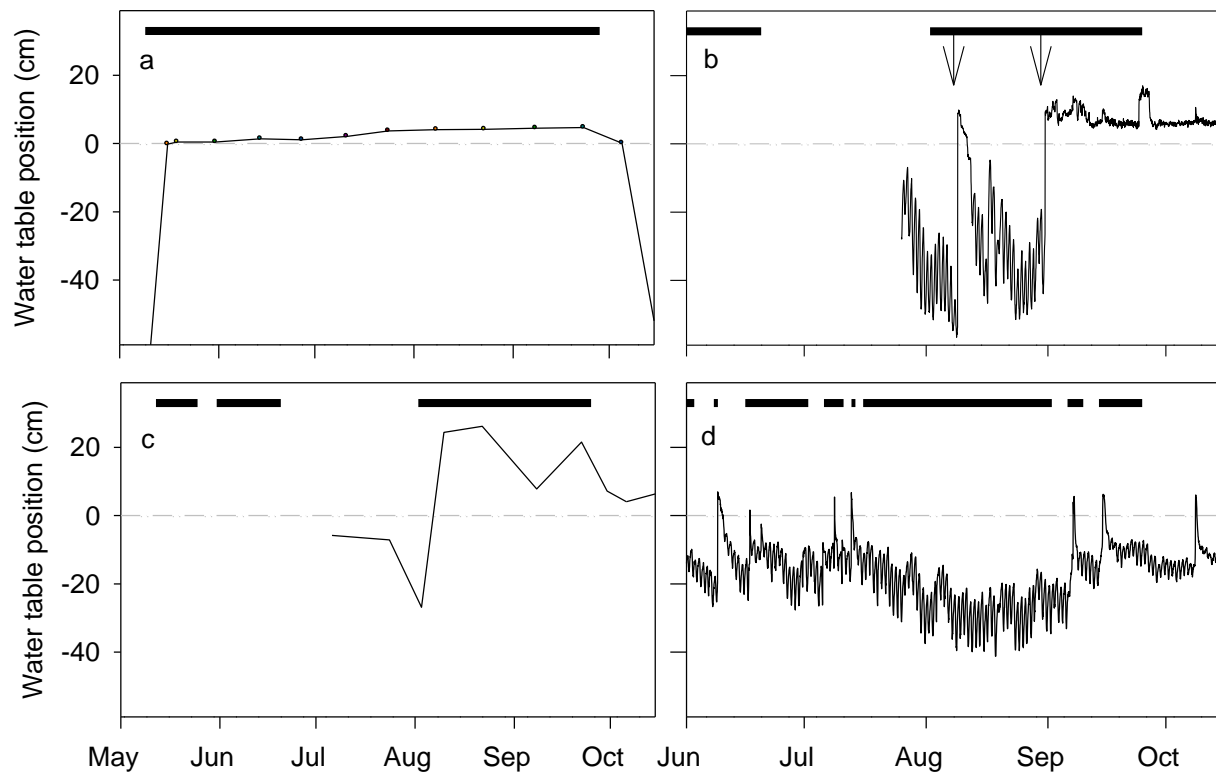 Water table position (cm)
20
0
-20
-40
a
b
Water table position (cm)
20
0
-20
-40
c
d
May Jun Jul Aug Sep Oct
Jun Jul Aug Sep Oct